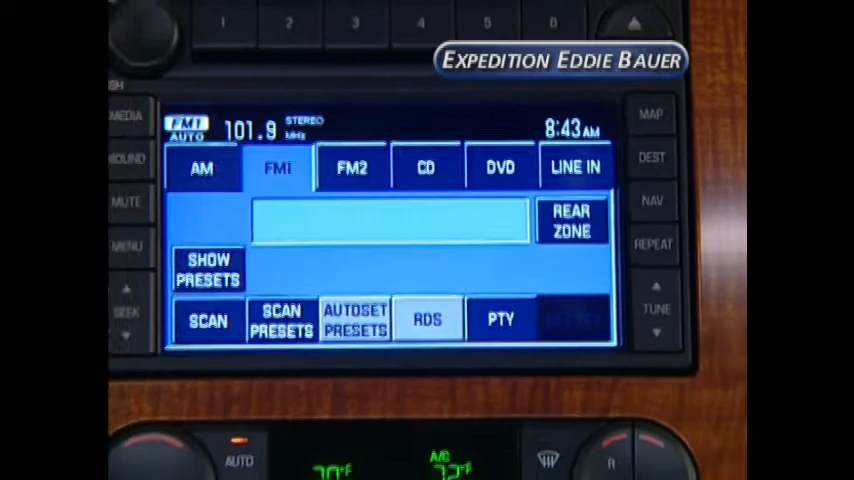 1 2 3 4 5 6
EXPEDITION EDDIE BAUER
MEDIA
FM1
AUTO
101.9
STEREO
MHz
8:43AM
MAP
AM FM1 FM2 CD DVD LINE IN
DEST
MUTE
REAR
ZONE
NAV
MENU
SHOW
PRESETS
REPEAT
SEEK
SCAN
SCAN
PRESETS
AUTOSET
PRESETS
RDS
PTY
TUNE
AUTO
70°F
A/C
72°F
R